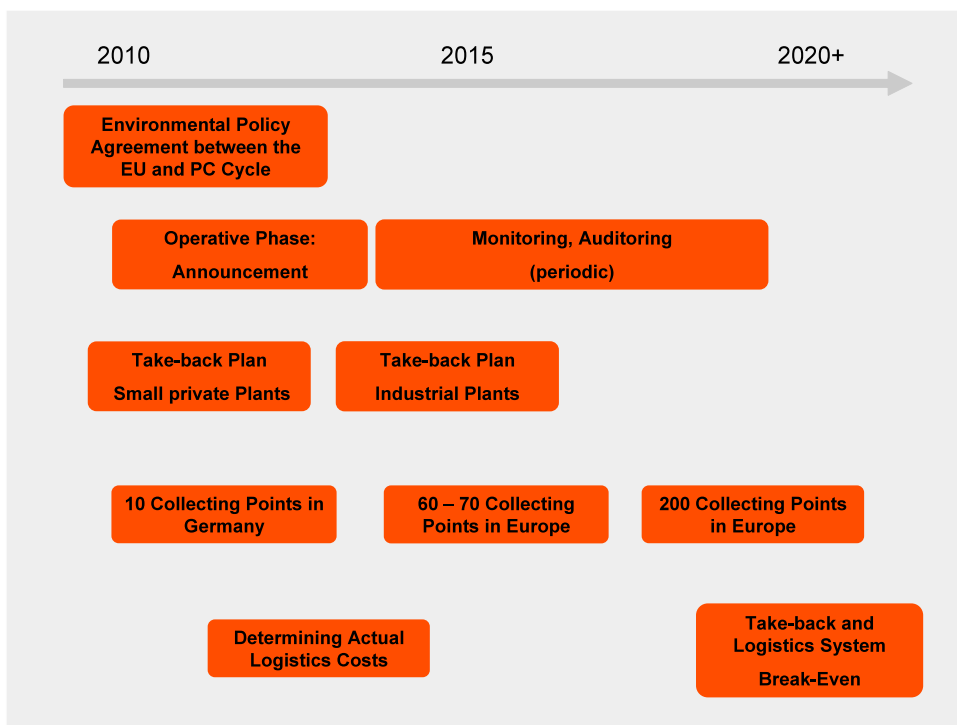 2010
2015
2020+
Environmental Policy
Agreement between the
EU and PC Cycle
Operative Phase:
Announcement
Monitoring, Auditoring
(periodic)
Take-back Plan
Small private Plants
Take-back Plan
Industrial Plants
10 Collecting Points in
Germany
60 – 70 Collecting
Points in Europe
200 Collecting Points
in Europe
Determining Actual
Logistics Costs
Take-back and
Logistics System
Break-Even